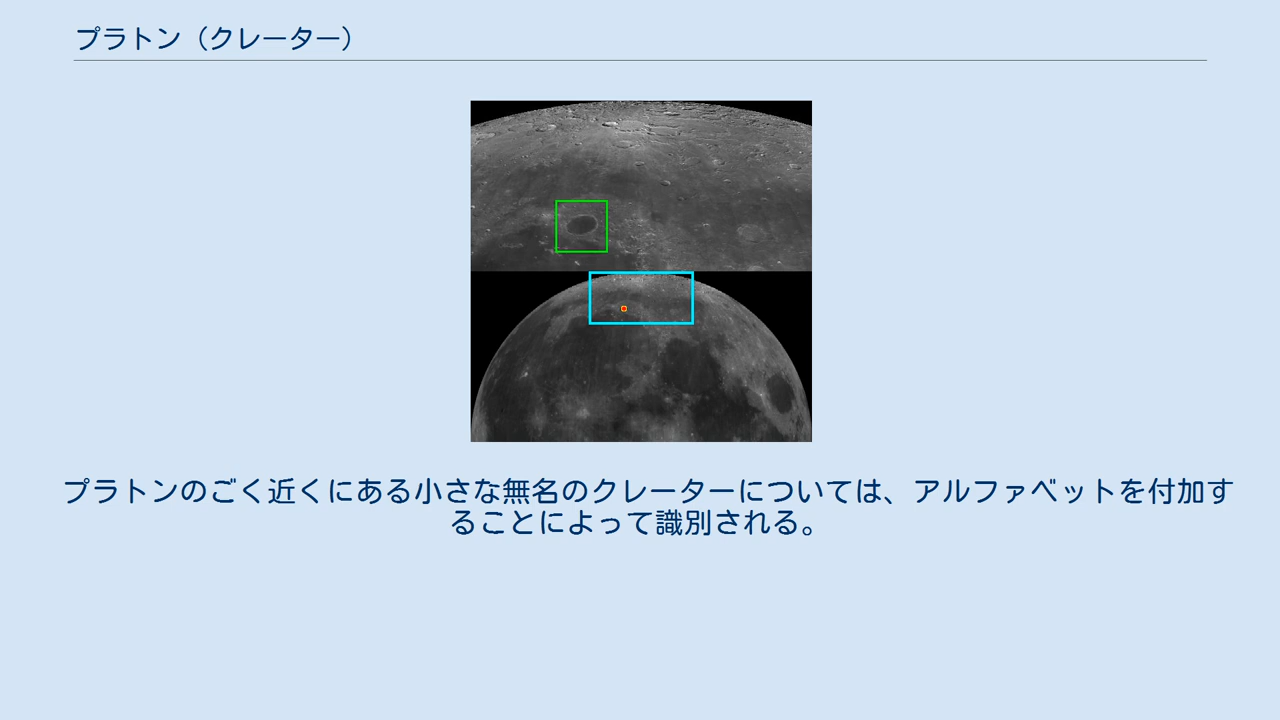 プラトン（クレーター）
プラトンのごく近くにある小さな無名のクレーターについては、アルファベットを付加す
ることによって識別される。